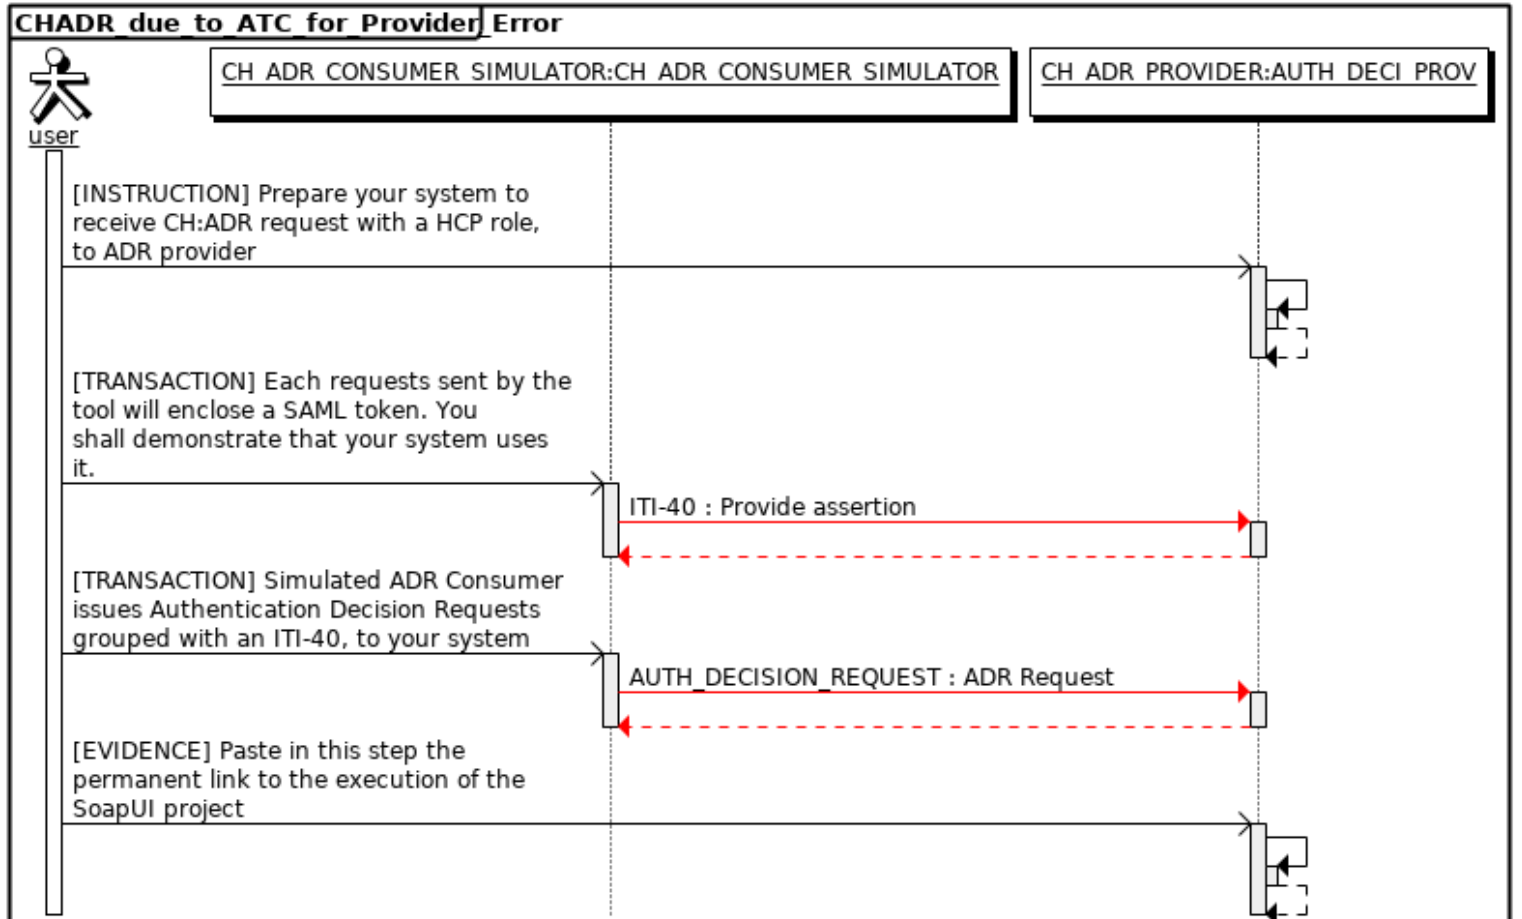 CHADR_due_to_ATC_for_Provider_Error
CH_ADR_CONSUMER_SIMULATOR:CH_ADR_CONSUMER_SIMULATOR
CH_ADR_PROVIDER:AUTH_DECI_PROV
user
[INSTRUCTION] Prepare your system to
receive CH:ADR request with a HCP role,
to ADR provider
[TRANSACTION] Each requests sent by the
tool will enclose a SAML token. You
shall demonstrate that your system uses
it.
ITI-40 : Provide assertion
[TRANSACTION] Simulated ADR Consumer
issues Authentication Decision Requests
grouped with an ITI-40, to your system
AUTH_DECISION_REQUEST : ADR Request
[EVIDENCE] Paste in this step the
permanent link to the execution of the
SoapUI project